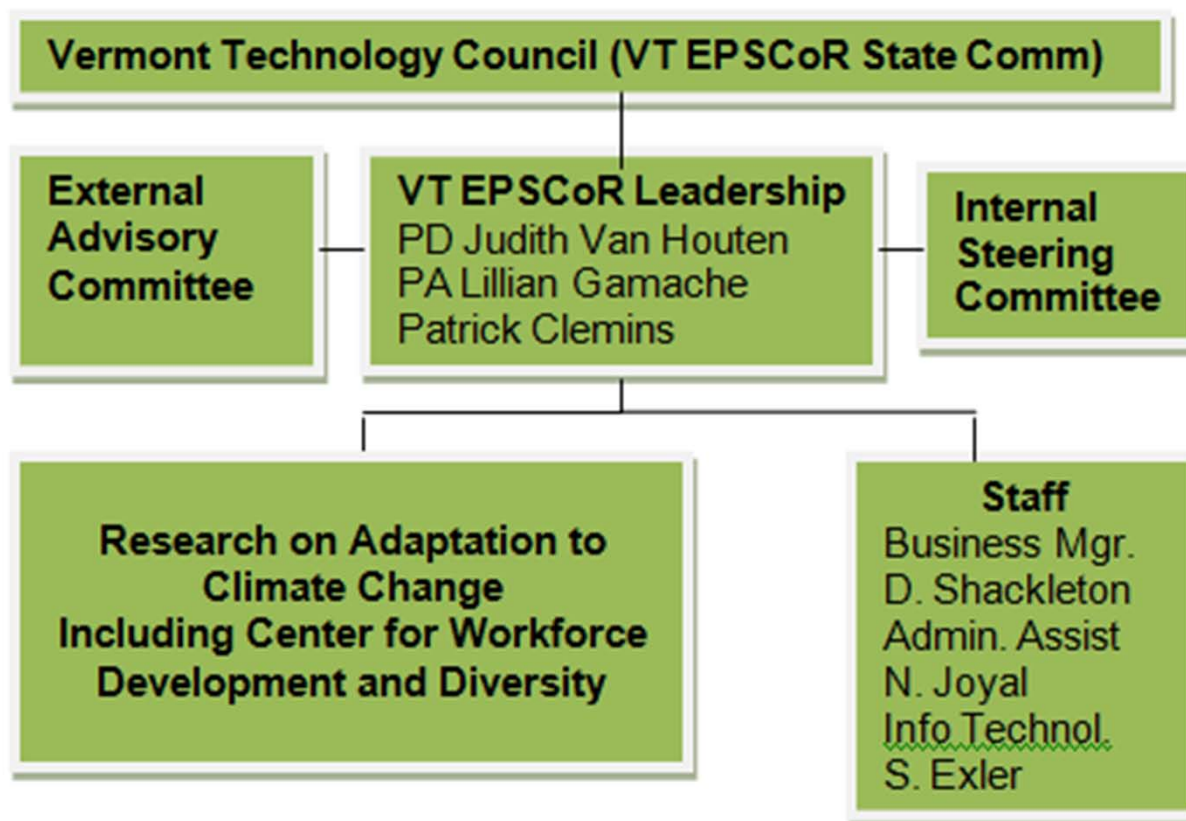 Vermont Technology Council (VT EPSCoR State Comm)
External
Advisory
Committee
VT EPSCoR Leadership
PD Judith Van Houten
PA Lillian Gamache
Patrick Clemins
Internal
Steering
Committee
Research on Adaptation to
Climate Change
Including Center for Workforce
Development and Diversity
Staff
Business Mgr.
D. Shackleton
Admin. Assist
N. Joyal
Info Technol.
S. Exler